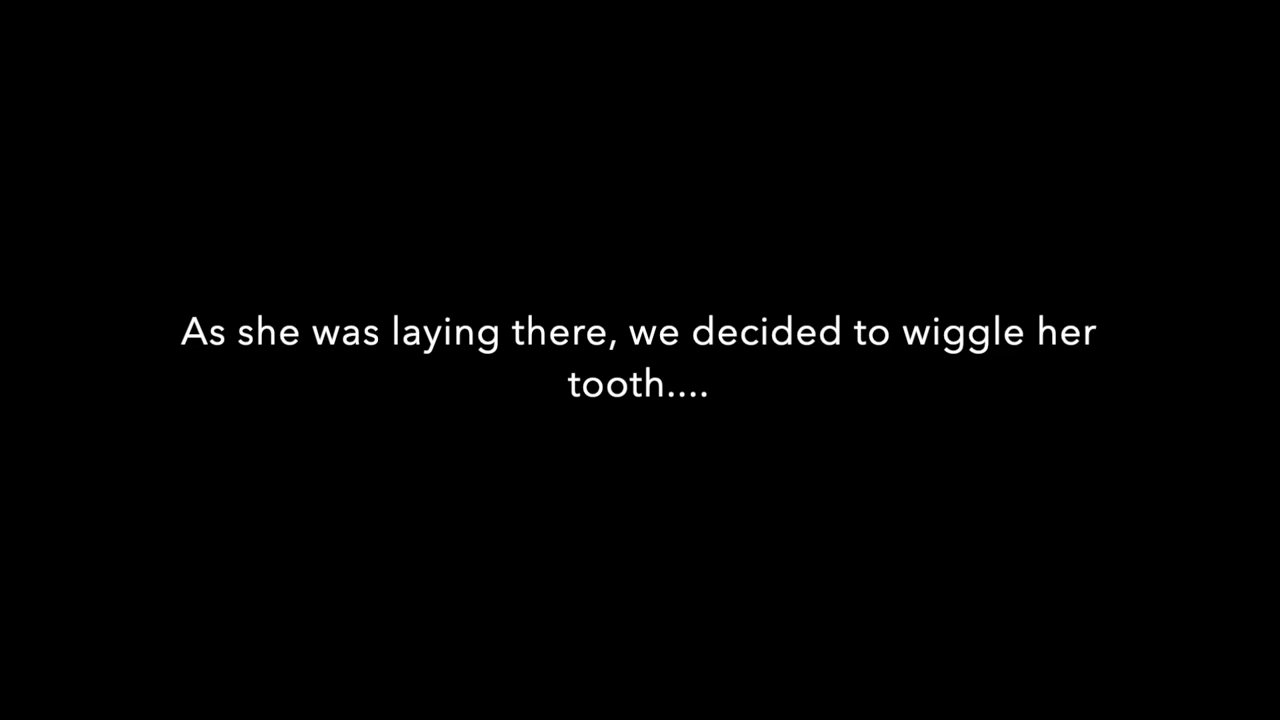 As she was laying there, we decided to wiggle her
tooth....